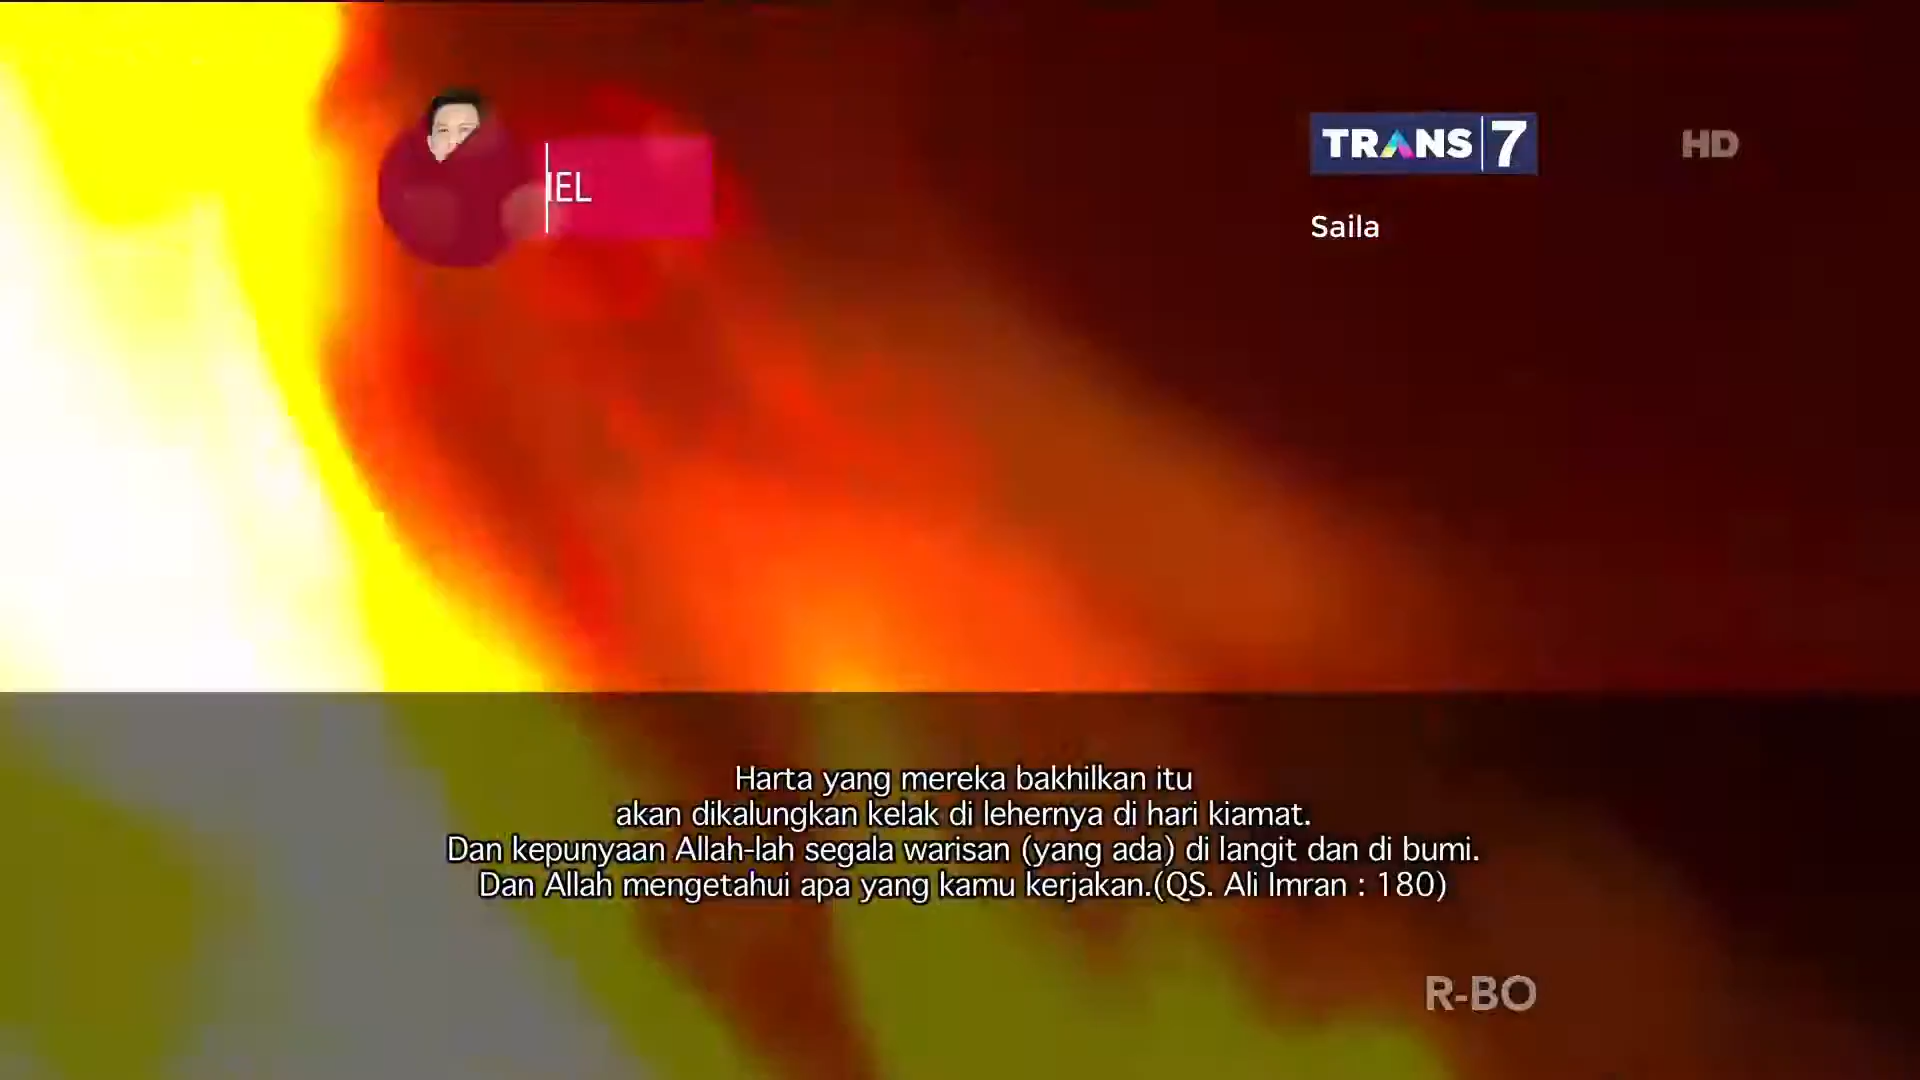 IEL
TRANS|7
HD
Saila
Harta yang mereka bakhilkan itu
akan dikalungkan kelak di lehernya di hari kiamat.
Dan kepunyaan Allah-lah segala warisan (yang ada) di langit dan di bumi.
Dan Allah mengetahui apa yang kamu kerjakan.(QS. Ali Imran : 180)
R-BO